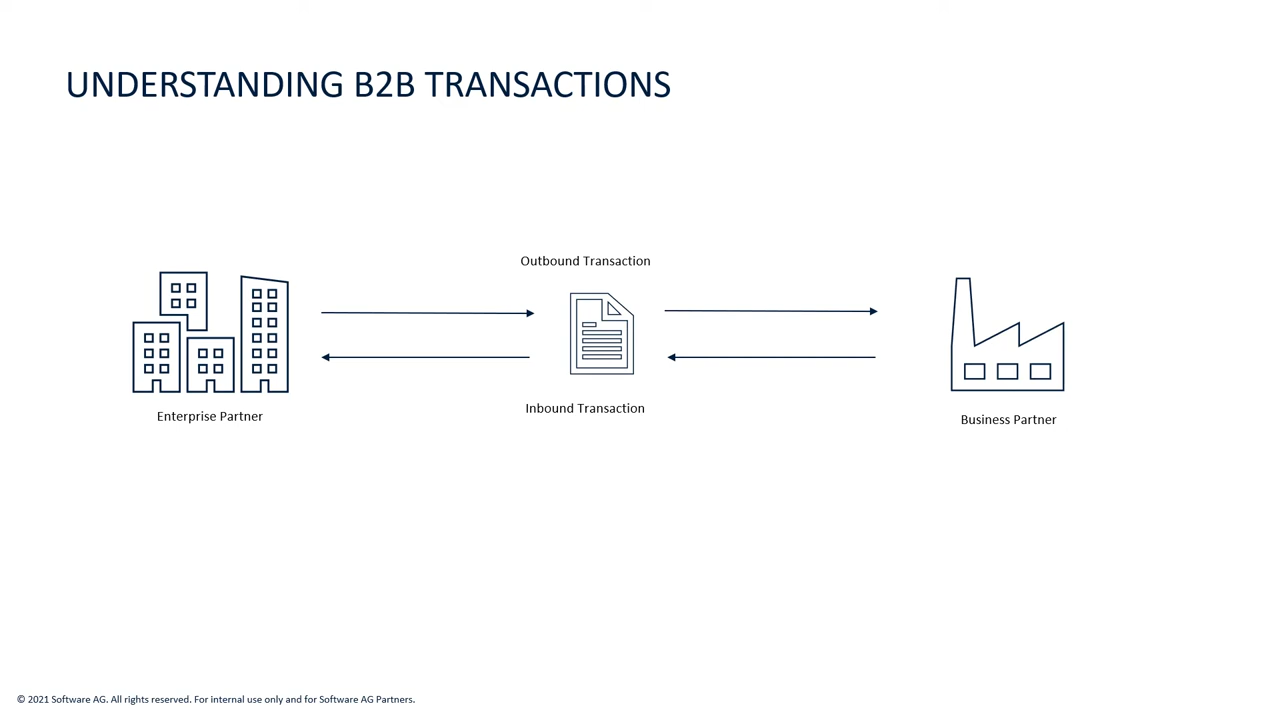 UNDERSTANDING B2B TRANSACTIONS
Outbound Transaction
Inbound Transaction
Enterprise Partner
Business Partner
© 2021 Software AG. All rights reserved. For internal use only and for Software AG Partners.